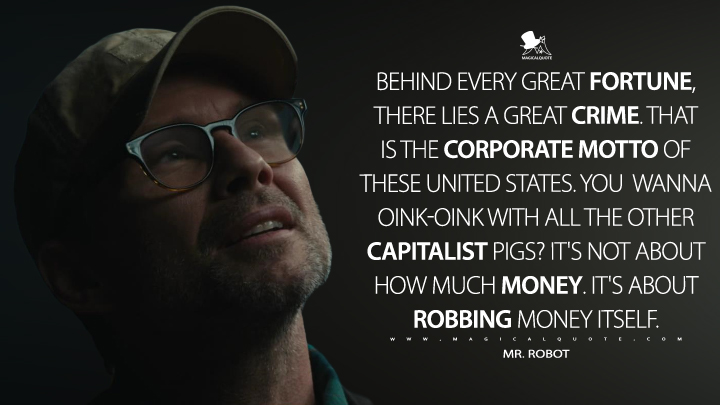 MAGICALQUOTE
BEHIND EVERY GREAT FORTUNE,
THERE LIES A GREAT CRIME. THAT
IS THE CORPORATE MOTTO OF
THESE UNITED STATES. YOU WANNA
OINK-OINK WITH ALL THE OTHER
CAPITALIST PIGS? IT'S NOT ABOUT
HOW MUCH MONEY. IT'S ABOUT
ROBBING MONEY ITSELF.
WWW.MAGICALQUOTE.COM
MR. ROBOT